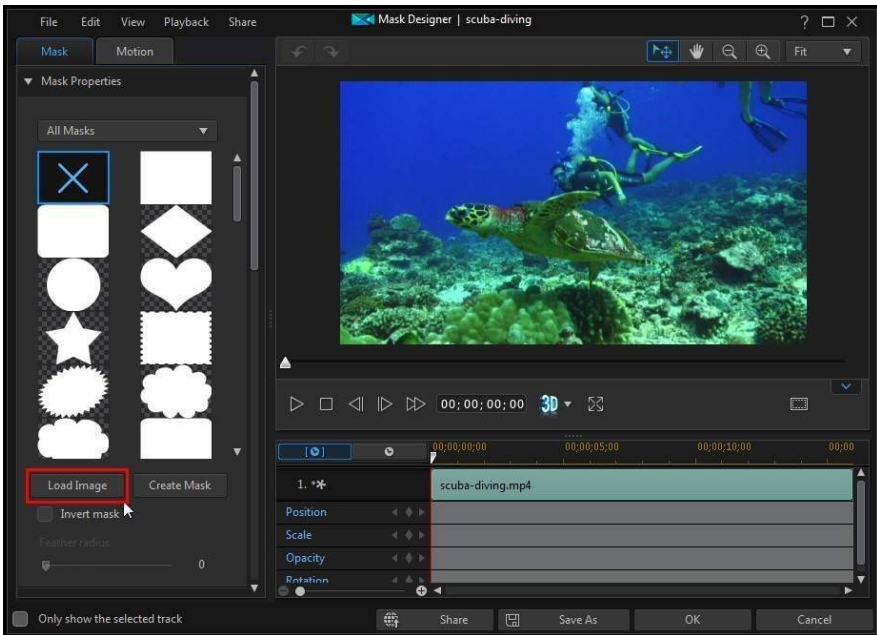 File Edit View Playback Share
Mask Designer | scuba-diving
?
Mask Motion
Fit
Mask Properties
All Masks
Load Image Create Mask
Invert mask
Feather radius
0
00;00;00;00 3D
00;00;00;00 00;00;05;00 00;00;10;00 00;00
1.
scuba-diving.mp4
Position
Scale
Opacity
Rotation
Only show the selected track
Share Save As OK Cancel